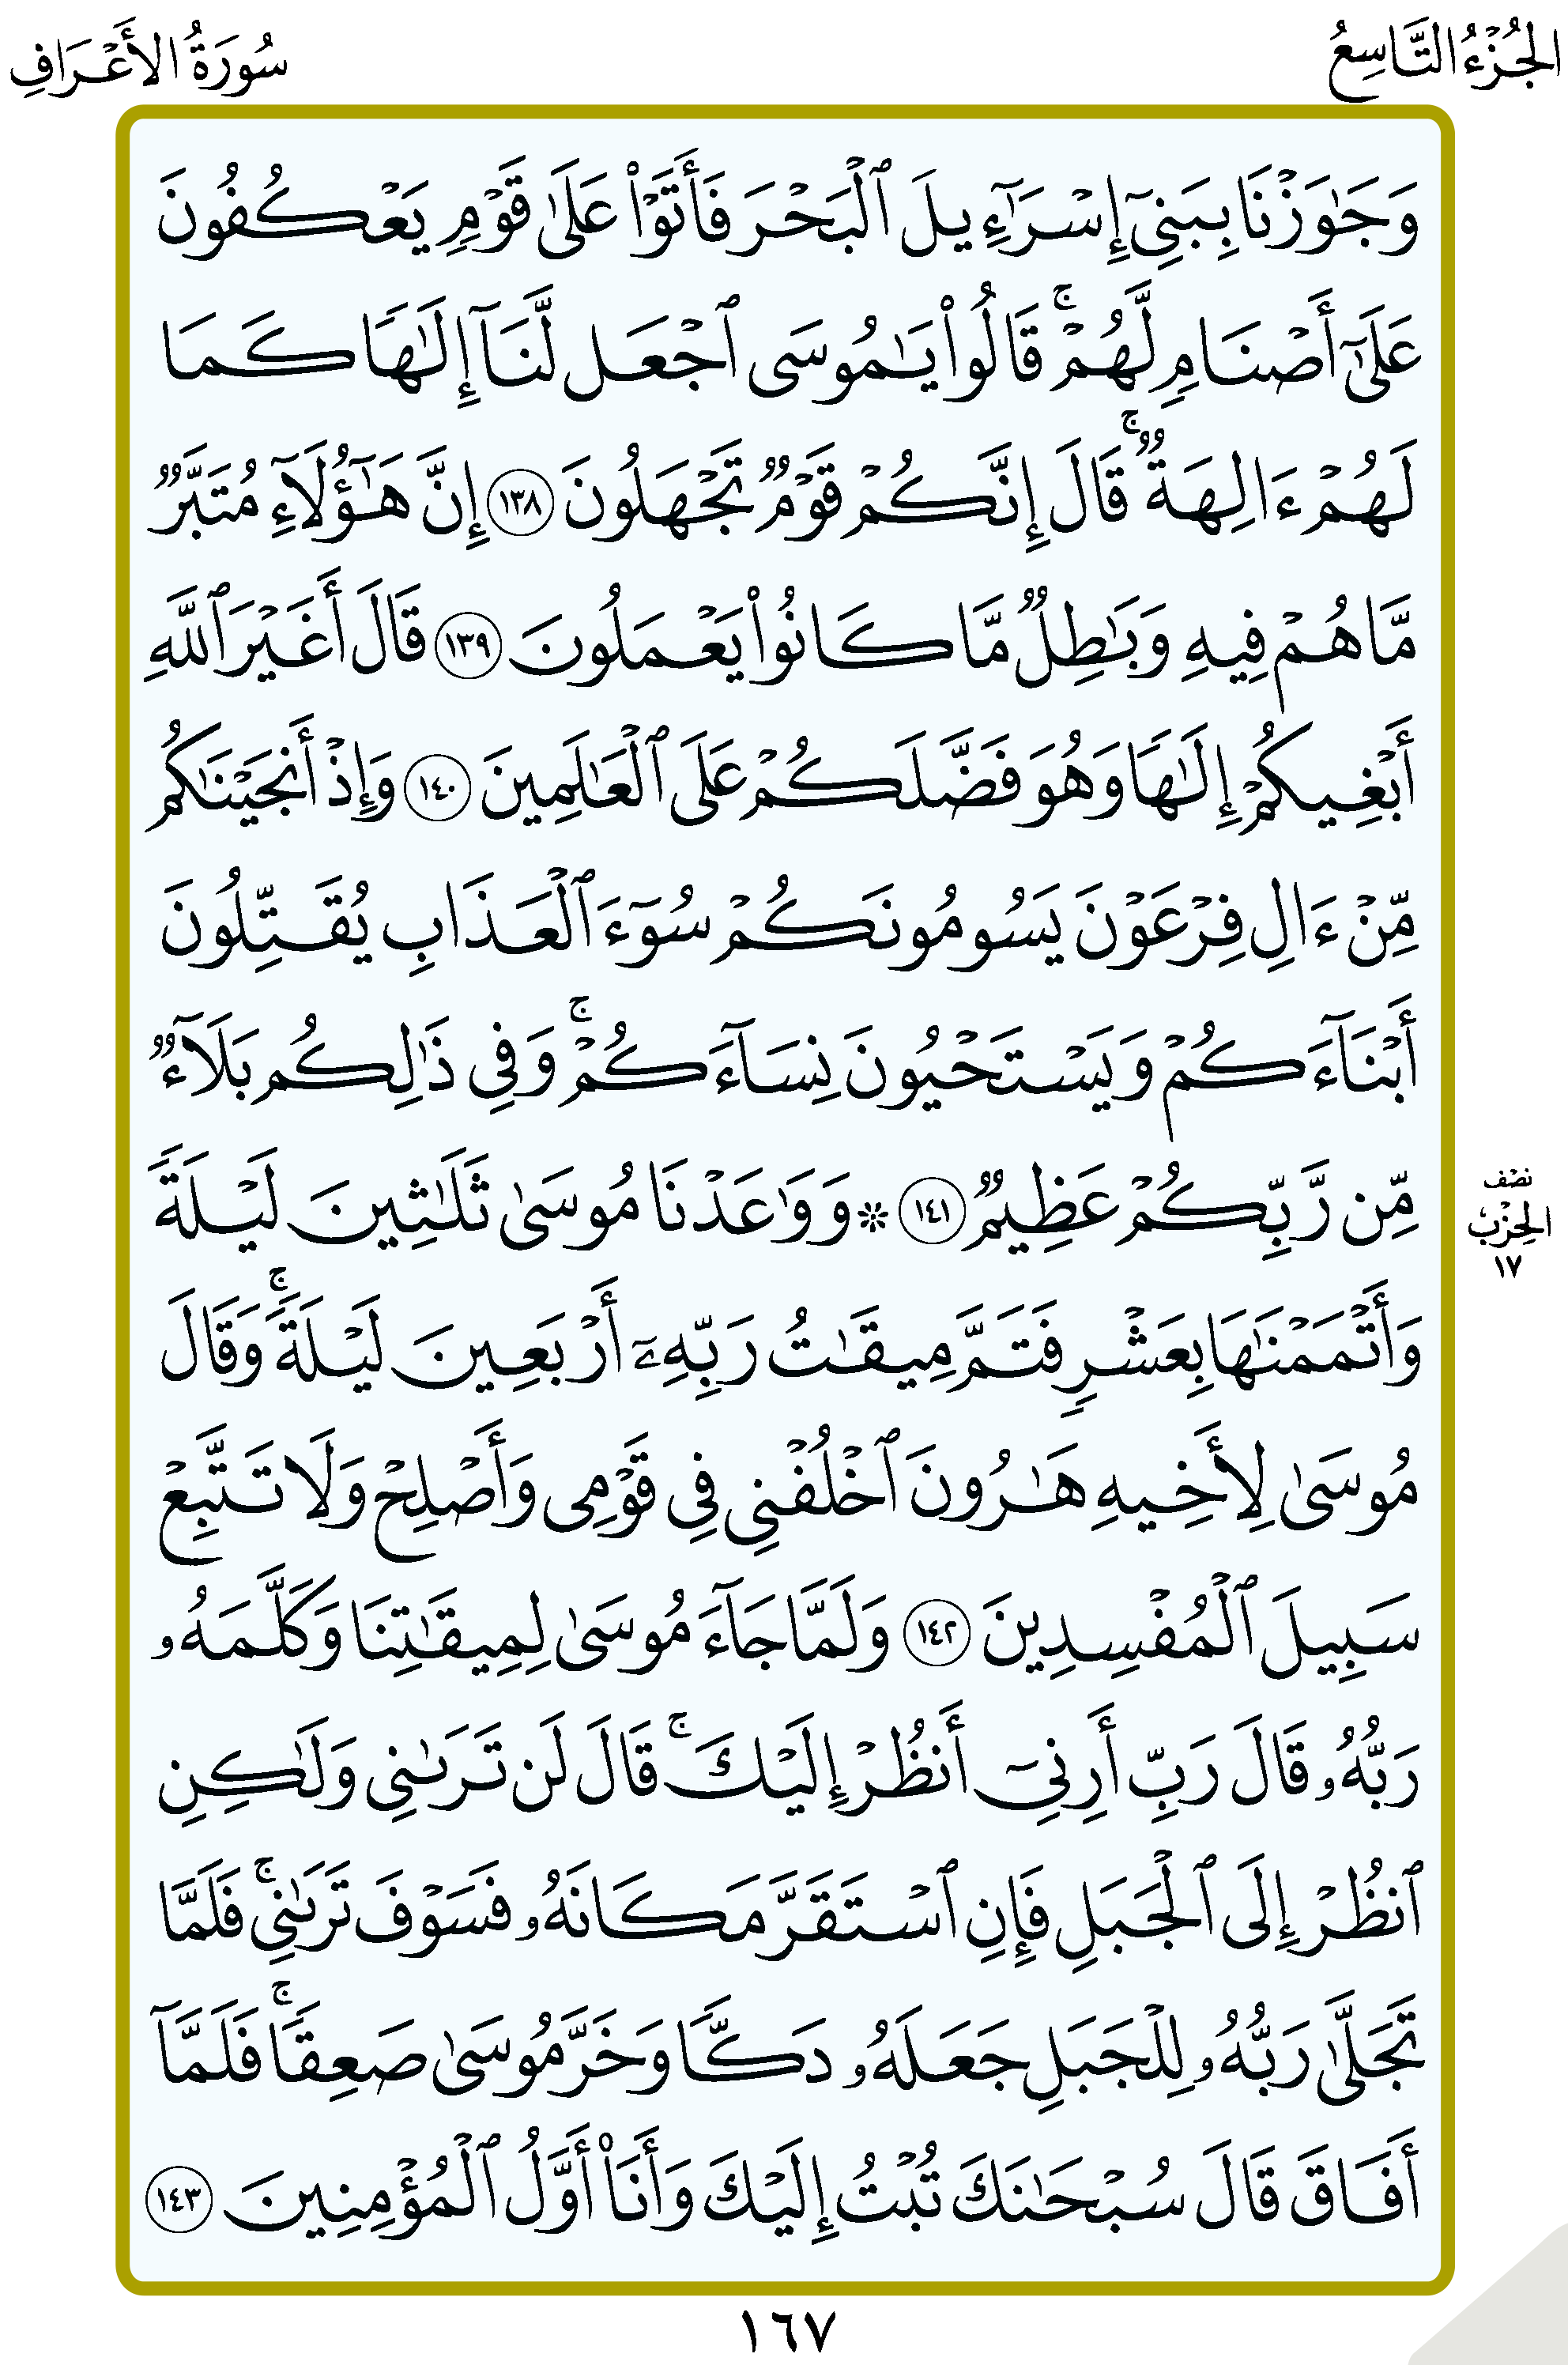 الجُزْءُ التَّاسِعُ
سُورَةُ الأَعْرَافِ
وَجَٰوَزْنَا بِبَنِىٓ إِسْرَٰٓءِيلَ ٱلْبَحْرَ فَأَتَوْا۟ عَلَىٰ قَوْمٍ يَعْكُفُونَ
عَلَىٰٓ أَصْنَامٍ لَّهُمْ ۚ قَالُوا۟ يَٰمُوسَى ٱجْعَل لَّنَآ إِلَٰهًا كَمَا
لَهُمْ ءَالِهَةٌ ۚ قَالَ إِنَّكُمْ قَوْمٌ تَجْهَلُونَ ١٣٨ إِنَّ هَٰٓؤُلَآءِ مُتَبَّرٌ
مَّا هُمْ فِيهِ وَبَٰطِلٌ مَّا كَانُوا۟ يَعْمَلُونَ ١٣٩ قَالَ أَغَيْرَ ٱللَّهِ
أَبْغِيكُمْ إِلَٰهًا وَهُوَ فَضَّلَكُمْ عَلَى ٱلْعَٰلَمِينَ ١٤٠ وَإِذْ أَنجَيْنَٰكُم
مِّنْ ءَالِ فِرْعَوْنَ يَسُومُونَكُمْ سُوٓءَ ٱلْعَذَابِ يُقَتِّلُونَ
أَبْنَآءَكُمْ وَيَسْتَحْيُونَ نِسَآءَكُمْ ۚ وَفِى ذَٰلِكُم بَلَآءٌ
مِّن رَّبِّكُمْ عَظِيمٌ ١٤١ ۞ وَوَٰعَدْنَا مُوسَىٰ ثَلَٰثِينَ لَيْلَةً
نصف
الحِزْبْ
١٧
وَأَتْمَمْنَٰهَا بِعَشْرٍ فَتَمَّ مِيقَٰتُ رَبِّهِۦٓ أَرْبَعِينَ لَيْلَةً ۚ وَقَالَ
مُوسَىٰ لِأَخِيهِ هَٰرُونَ ٱخْلُفْنِى فِى قَوْمِى وَأَصْلِحْ وَلَا تَتَّبِعْ
سَبِيلَ ٱلْمُفْسِدِينَ ١٤٢ وَلَمَّا جَآءَ مُوسَىٰ لِمِيقَٰتِنَا وَكَلَّمَهُۥ
رَبُّهُۥ قَالَ رَبِّ أَرِنِىٓ أَنظُرْ إِلَيْكَ ۚ قَالَ لَن تَرَىٰنِى وَلَٰكِنِ
ٱنظُرْ إِلَى ٱلْجَبَلِ فَإِنِ ٱسْتَقَرَّ مَكَانَهُۥ فَسَوْفَ تَرَىٰنِى ۚ فَلَمَّا
تَجَلَّىٰ رَبُّهُۥ لِلْجَبَلِ جَعَلَهُۥ دَكًّا وَخَرَّ مُوسَىٰ صَعِقًا ۚ فَلَمَّآ
أَفَاقَ قَالَ سُبْحَٰنَكَ تُبْتُ إِلَيْكَ وَأَنَا۠ أَوَّلُ ٱلْمُؤْمِنِينَ ١٤٣
١٦٧